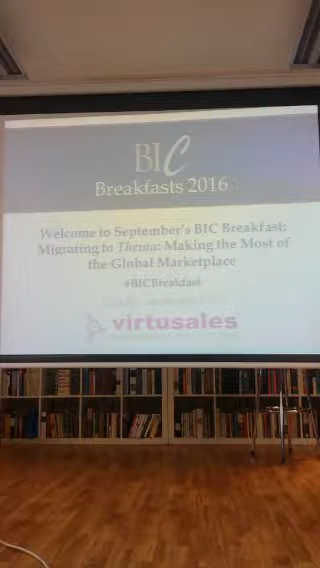 BIC
Breakfasts 2016
Welcome to September's BIC Breakfast:
Migrating to Thema: Making the Most of
the Global Marketplace
#BICBreakfast
virtusales